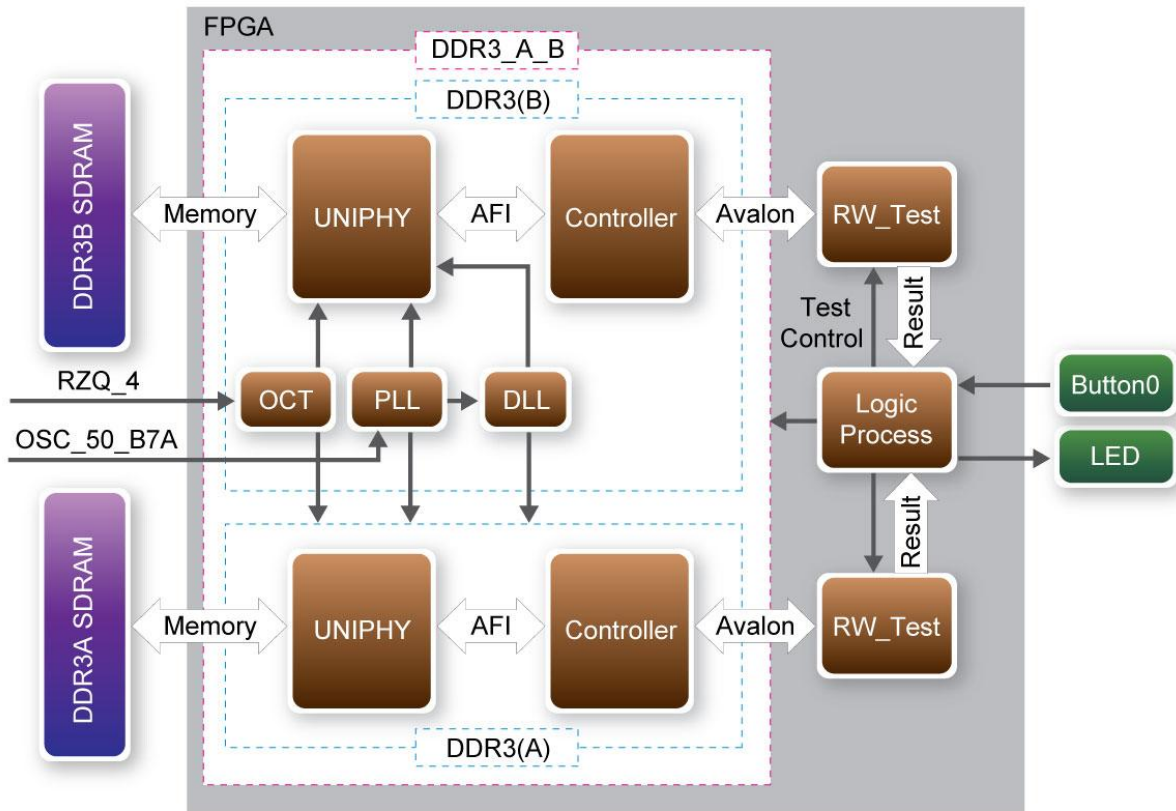 FPGA
DDR3_A_B
DDR3(B)
DDR3B SDRAM
Memory
UNIPHY
AFI
Controller
Avalon
RW_Test
Test
Control
Result
RZQ_4
OCT
PLL
DLL
Logic
Process
Button0
OSC_50_B7A
LED
DDR3A SDRAM
Memory
UNIPHY
AFI
Controller
Avalon
RW_Test
Result
DDR3(A)